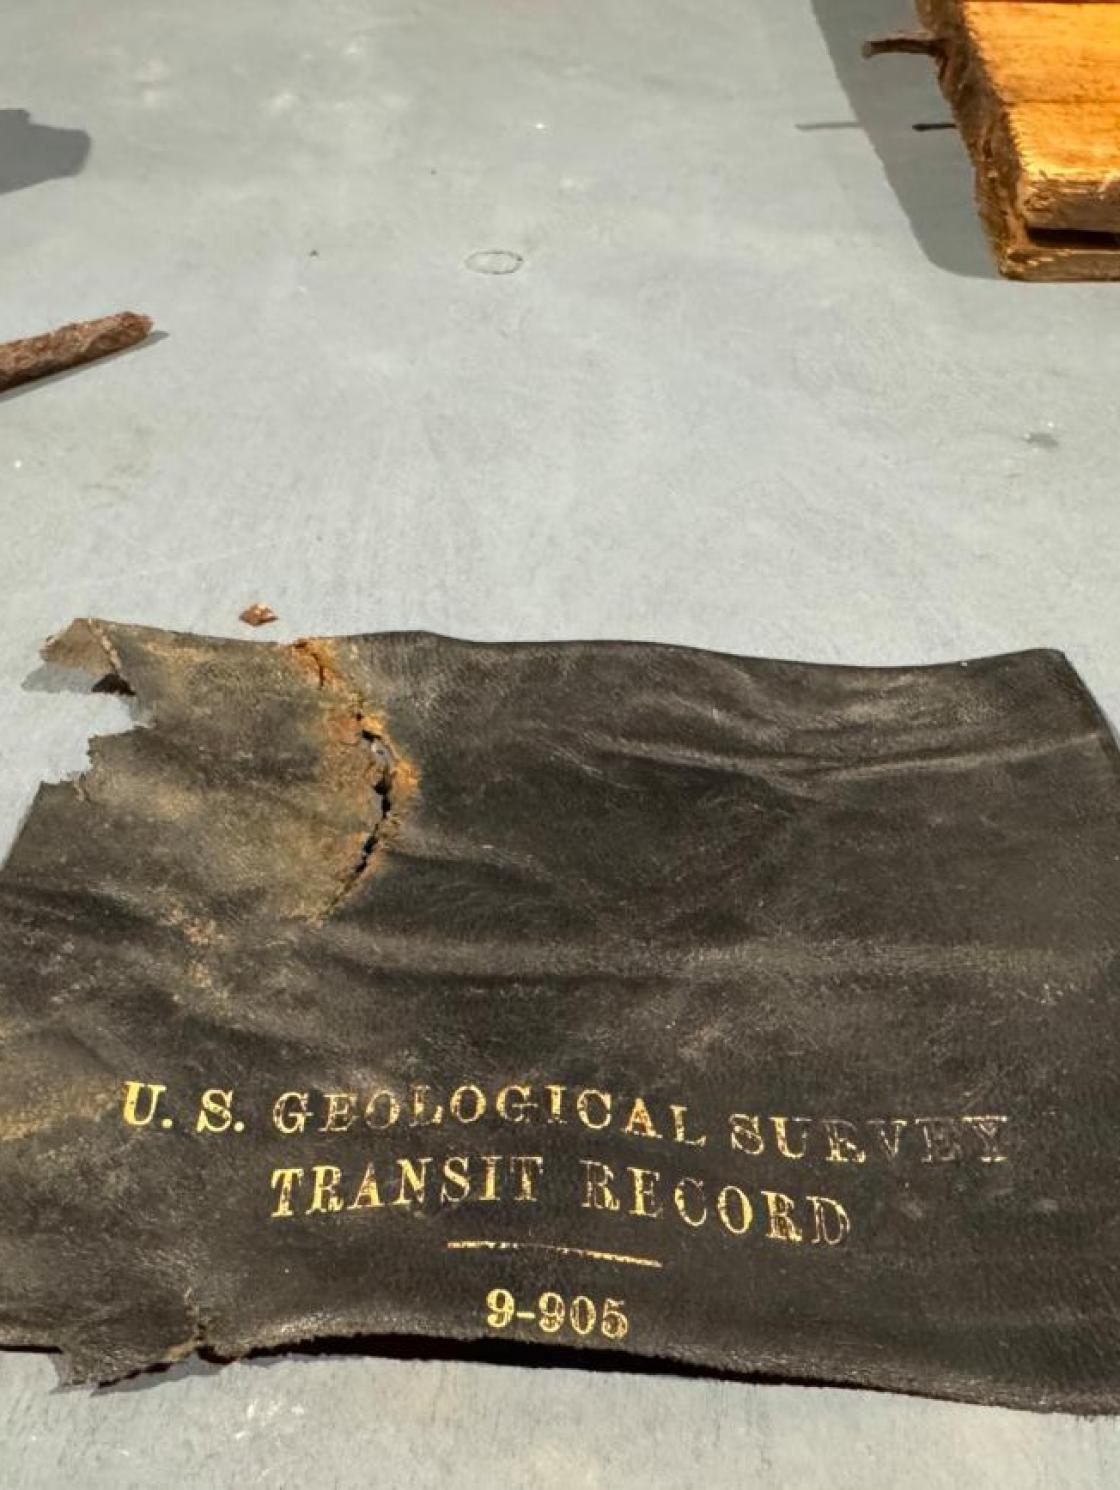 U. S. GEOLOGICAL SURVEY
TRANSIT RECORD
9-905